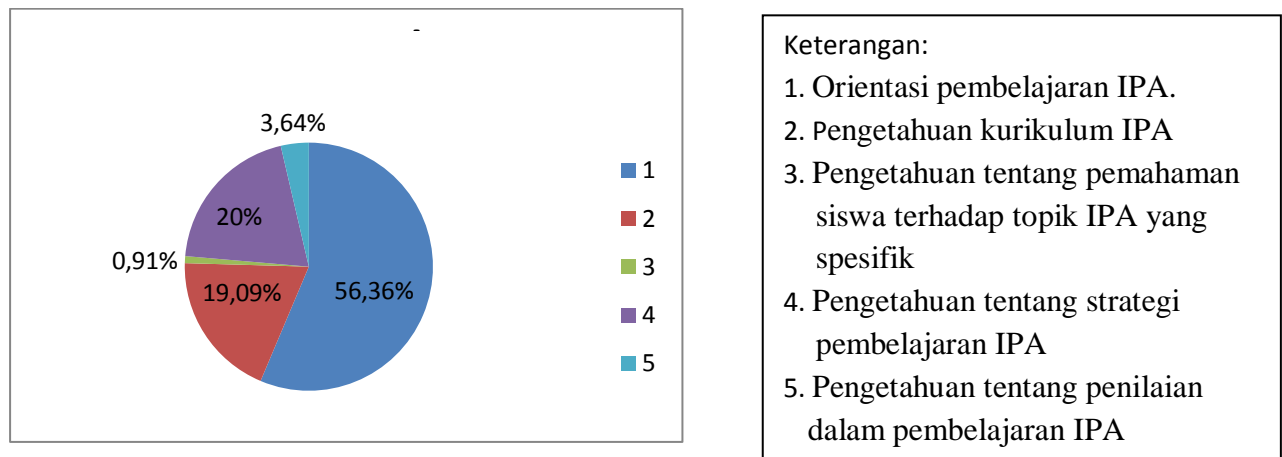 3,64%
20%
0,91%
19,09%
56,36%
1
2
3
4
5
Keterangan:
1. Orientasi pembelajaran IPA.
2. Pengetahuan kurikulum IPA
3. Pengetahuan tentang pemahaman
siswa terhadap topik IPA yang
spesifik
4. Pengetahuan tentang strategi
pembelajaran IPA
5. Pengetahuan tentang penilaian
dalam pembelajaran IPA